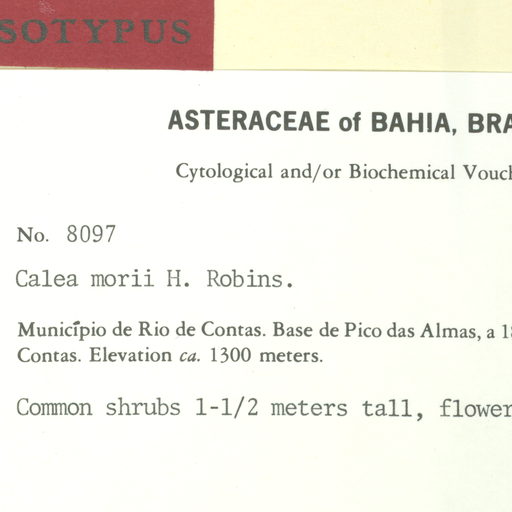 SOTYPUS
ASTERACEAE of BAHIA, BRA
Cytological and/or Biochemical Vouch
No. 8097
Calea morii H. Robins.
Município de Rio de Contas. Base de Pico das Almas, a 18
Contas. Elevation ca. 1300 meters.
Common shrubs 1-1/2 meters tall, flower